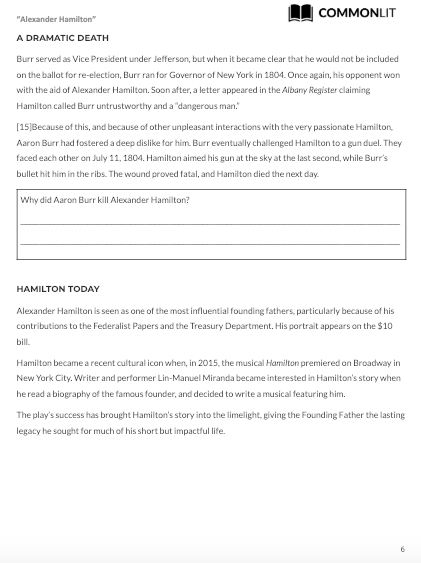 "Alexander Hamilton"
COMMONLIT
A DRAMATIC DEATH
Burr served as Vice President under Jefferson, but when it became clear that he would not be included
on the ballot for re-election, Burr ran for Governor of New York in 1804. Once again, his opponent won
with the aid of Alexander Hamilton. Soon after, a letter appeared in the Albany Register claiming
Hamilton called Burr untrustworthy and a "dangerous man."
[15]Because of this, and because of other unpleasant interactions with the very passionate Hamilton,
Aaron Burr had fostered a deep dislike for him. Burr eventually challenged Hamilton to a gun duel. They
faced each other on July 11, 1804. Hamilton aimed his gun at the sky at the last second, while Burr's
bullet hit him in the ribs. The wound proved fatal, and Hamilton died the next day.
Why did Aaron Burr kill Alexander Hamilton?
HAMILTON TODAY
Alexander Hamilton is seen as one of the most influential founding fathers, particularly because of his
contributions to the Federalist Papers and the Treasury Department. His portrait appears on the $10
bill.
Hamilton became a recent cultural icon when, in 2015, the musical Hamilton premiered on Broadway in
New York City. Writer and performer Lin-Manuel Miranda became interested in Hamilton's story when
he read a biography of the famous founder, and decided to write a musical featuring him.
The play's success has brought Hamilton's story into the limelight, giving the Founding Father the lasting
legacy he sought for much of his short but impactful life.
6